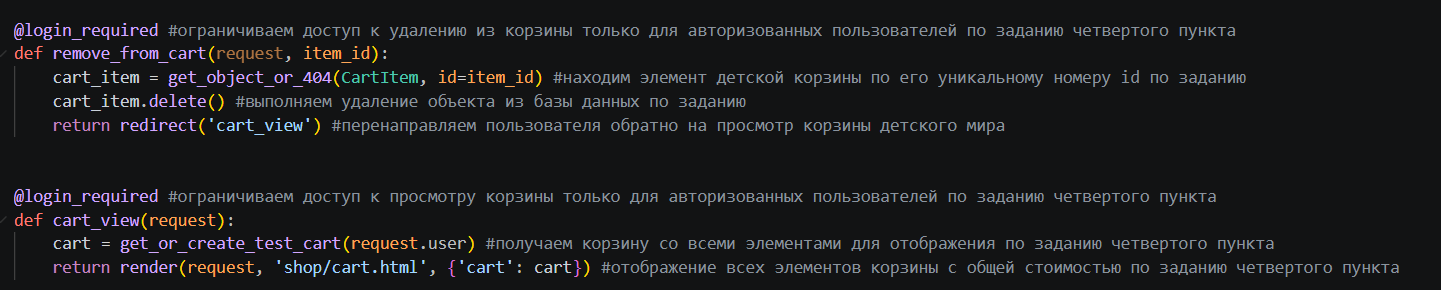 @login_required #ограничиваем доступ к удалению из корзины только для авторизованных пользователей по заданию четвертого пункта
def remove_from_cart(request, item_id):
    cart_item = get_object_or_404(CartItem, id=item_id) #находим элемент детской корзины по его уникальному номеру id по заданию
    cart_item.delete() #выполняем удаление объекта из базы данных по заданию
    return redirect('cart_view') #перенаправляем пользователя обратно на просмотр корзины детского мира
@login_required #ограничиваем доступ к просмотру корзины только для авторизованных пользователей по заданию четвертого пункта
def cart_view(request):
    cart = get_or_create_test_cart(request.user) #получаем корзину со всеми элементами для отображения по заданию четвертого пункта
    return render(request, 'shop/cart.html', {'cart': cart}) #отображение всех элементов корзины с общей стоимостью по заданию четвертого пункта